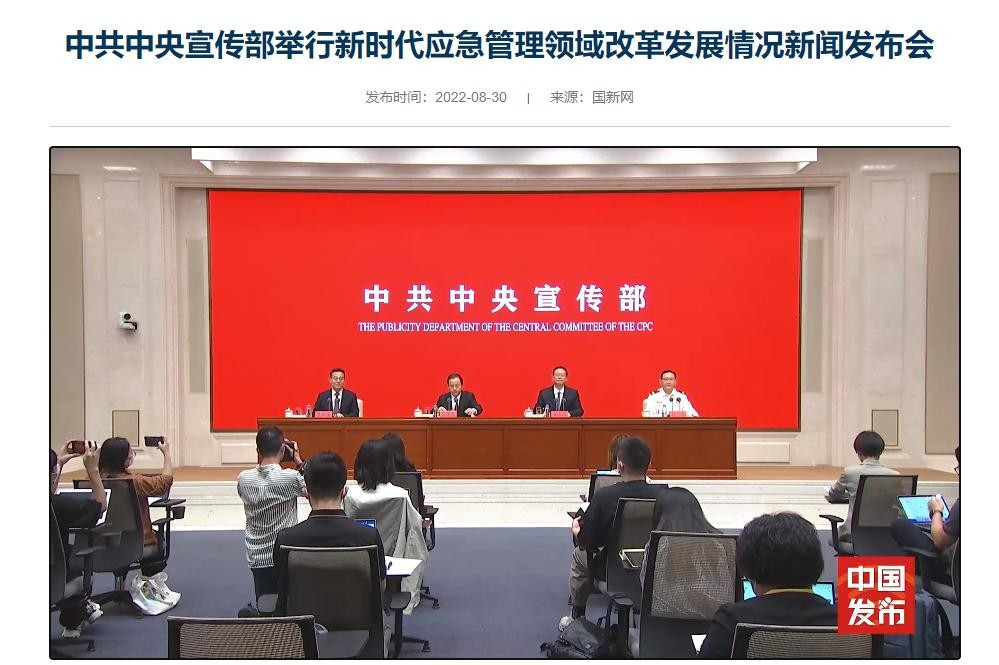 中共中央宣传部举行新时代应急管理领域改革发展情况新闻发布会
发布时间：2022-08-30 | 来源：国新网
中共中央宣传部
THE PUBLICITY DEPARTMENT OF THE CENTRAL COMMITTEE OF THE CPC
中国
发布